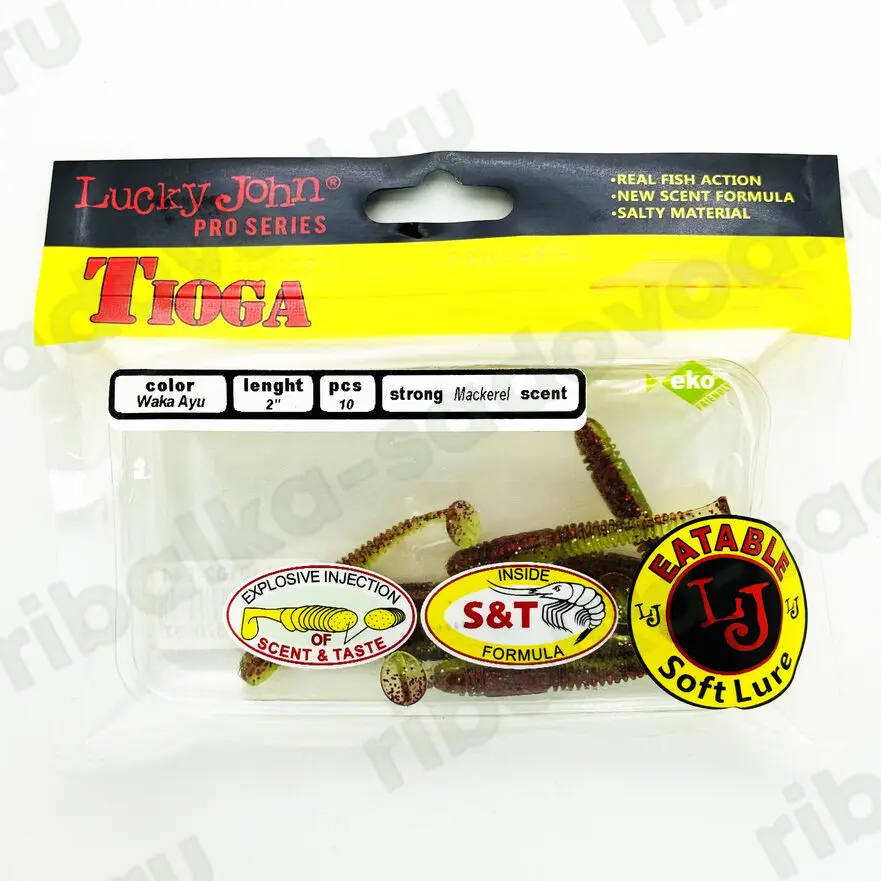 Lucky John®
PRO SERIES
•REAL FISH ACTION
•NEW SCENT FORMULA
•SALTY MATERIAL
TIOGA
color
Waka Ayu
lenght
2"
pcs
10
strong Mackerel scent
eko
EXPLOSIVE INJECTION
OF
SCENT & TASTE
INSIDE
S&T
FORMULA
EATABLE
LJ
LJ
LJ
Soft Lure
ribalka-sadovod.ru